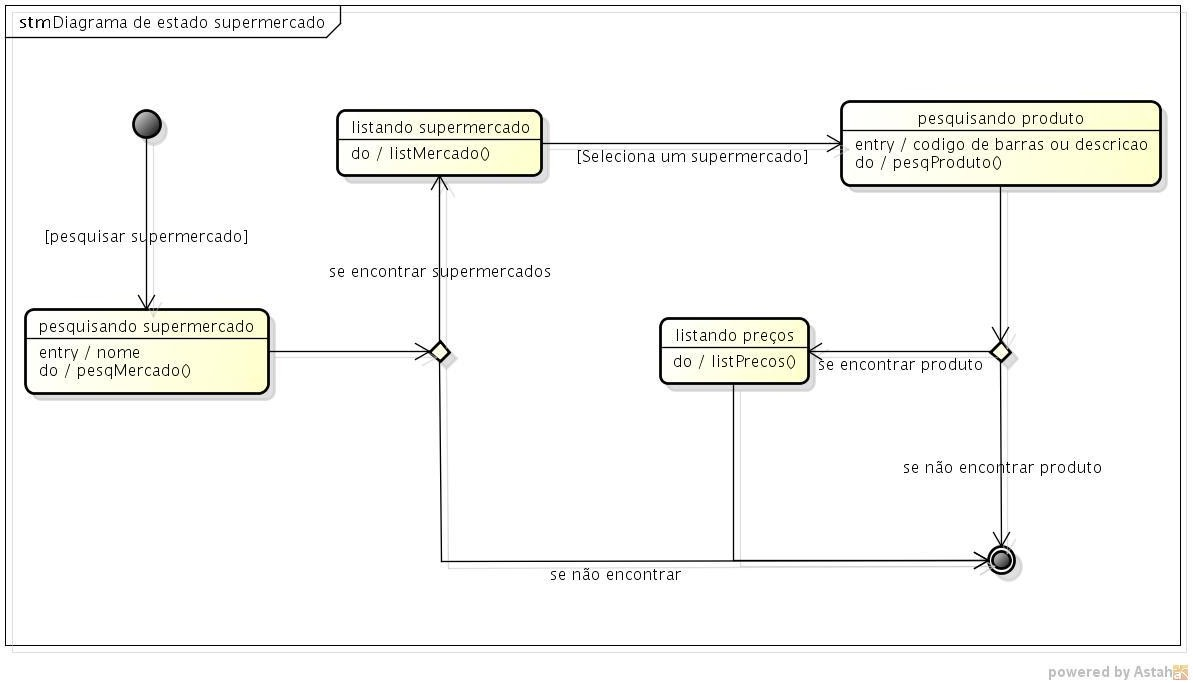 stm Diagrama de estado supermercado
listando supermercado
do / listMercado()
[Seleciona um supermercado]
pesquisando produto
entry / codigo de barras ou descricao
do / pesqProduto()
[pesquisar supermercado]
se encontrar supermercados
pesquisando supermercado
entry / nome
do / pesqMercado()
listando preços
do / listPrecos()
se encontrar produto
se não encontrar produto
se não encontrar
powered by Astah